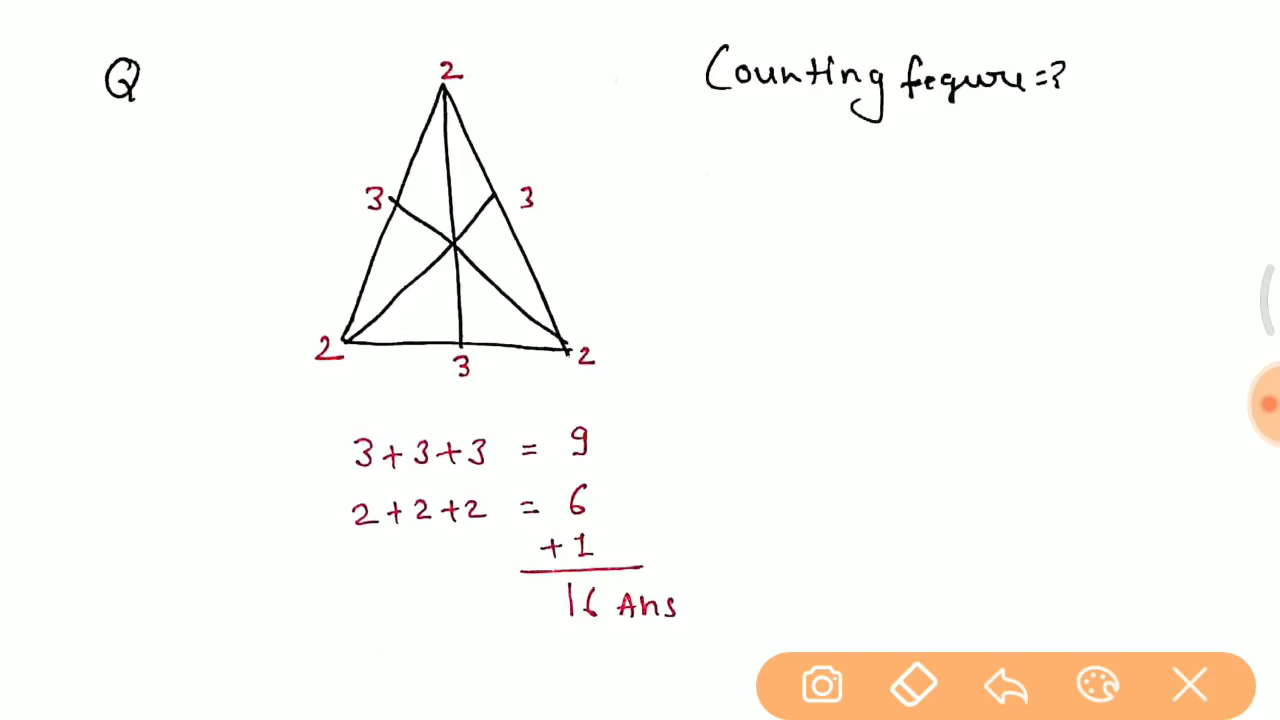 Q
Counting fequre=?
2
3 3
2 3 2
3+3+3 = 9
2+2+2 = 6
+1
16 Ans